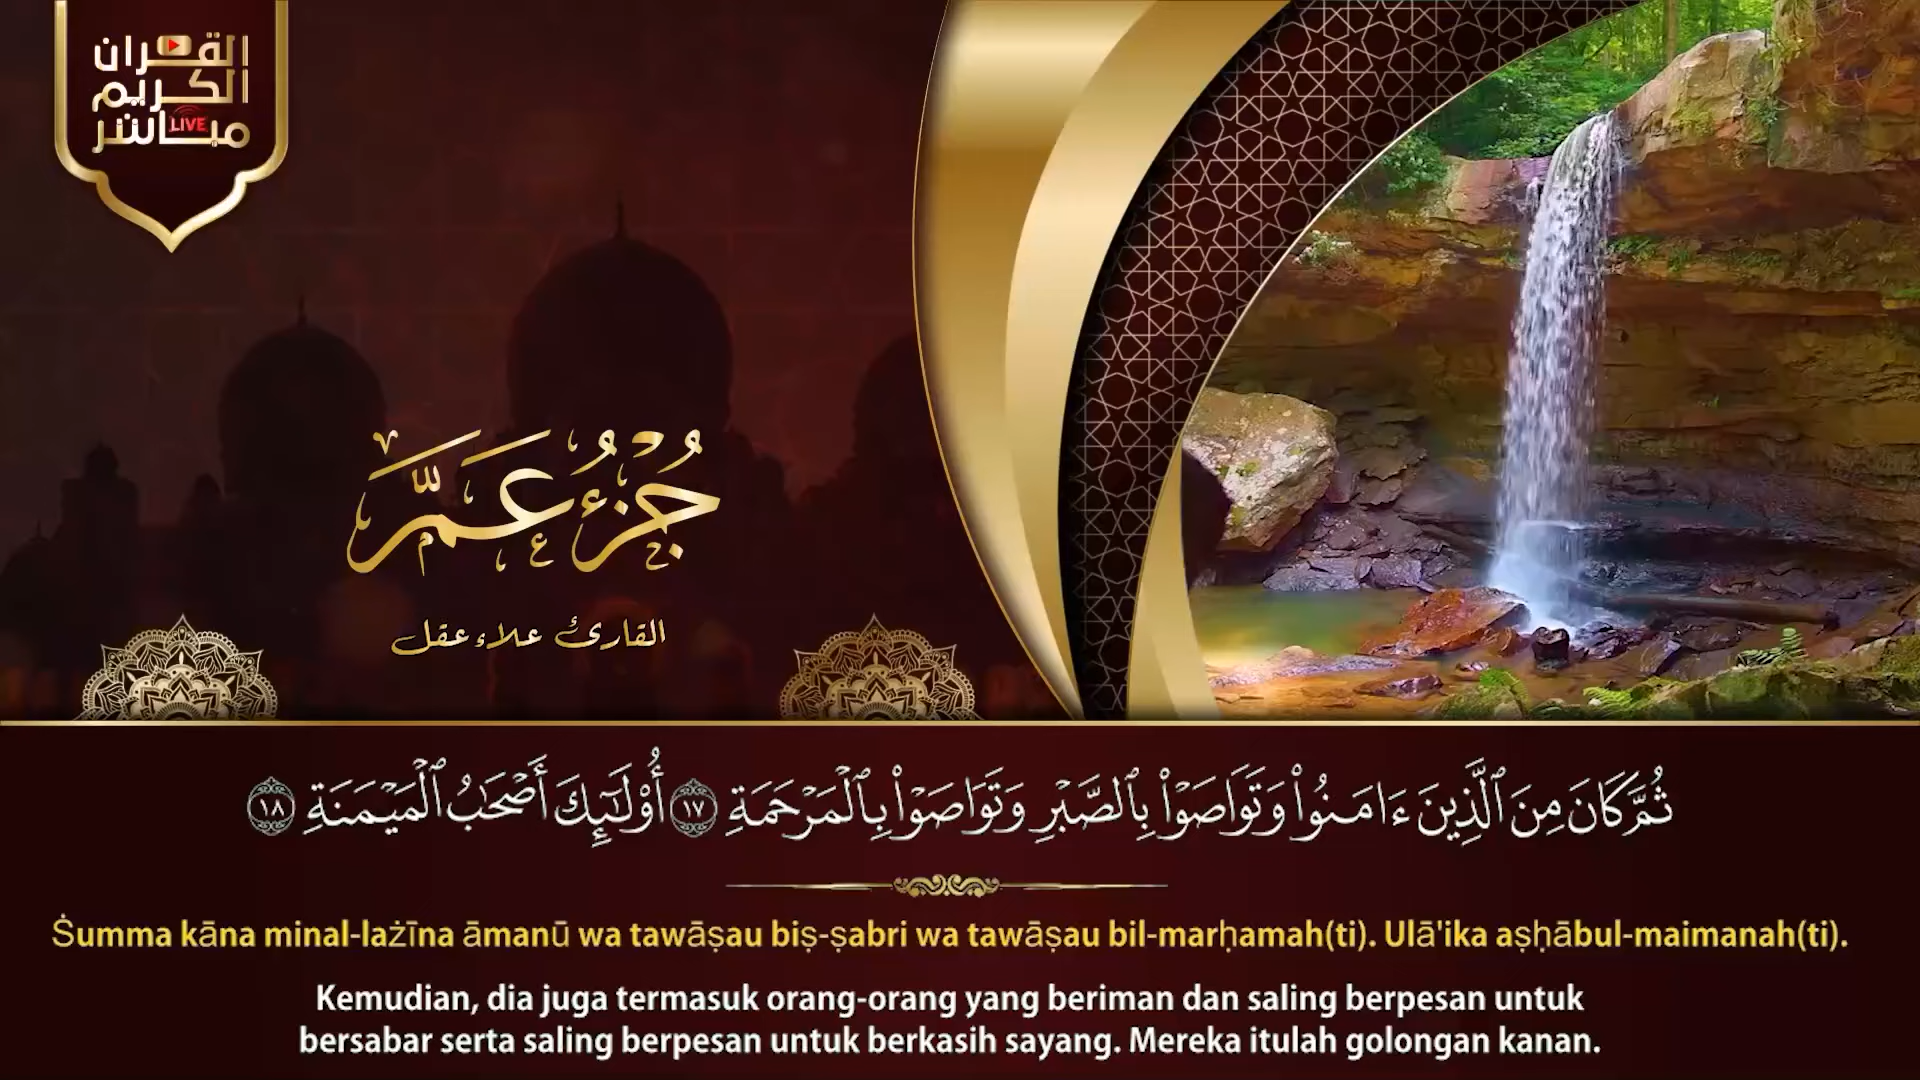 القرآن
الكريم
مباشر
LIVE
جُزْءُ عَمَّ
القارئ علاء عقل
ثُمَّ كَانَ مِنَ ٱلَّذِينَ ءَامَنُوا۟ وَتَوَاصَوْا۟ بِٱلصَّبْرِ وَتَوَاصَوْا۟ بِٱلْمَرْحَمَةِ ١٧ أُو۟لَـٰٓئِكَ أَصْحَـٰبُ ٱلْمَيْمَنَةِ ١٨
Ṡumma kāna minal-lażīna āmanū wa tawāṣau biṣ-ṣabri wa tawāṣau bil-marḥamah(ti). Ulā'ika aṣḥābul-maimanah(ti).
Kemudian, dia juga termasuk orang-orang yang beriman dan saling berpesan untuk
bersabar serta saling berpesan untuk berkasih sayang. Mereka itulah golongan kanan.